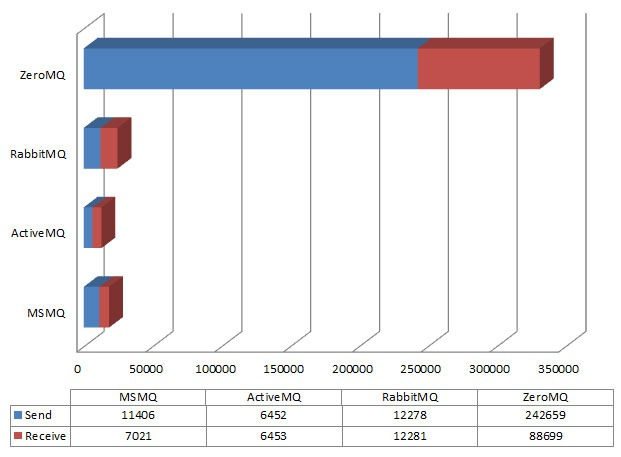 ZeroMQ
RabbitMQ
ActiveMQ
MSMQ
0 50000 100000 150000 200000 250000 300000 350000
MSMQ ActiveMQ RabbitMQ ZeroMQ
Send 11406 6452 12278 242659
Receive 7021 6453 12281 88699